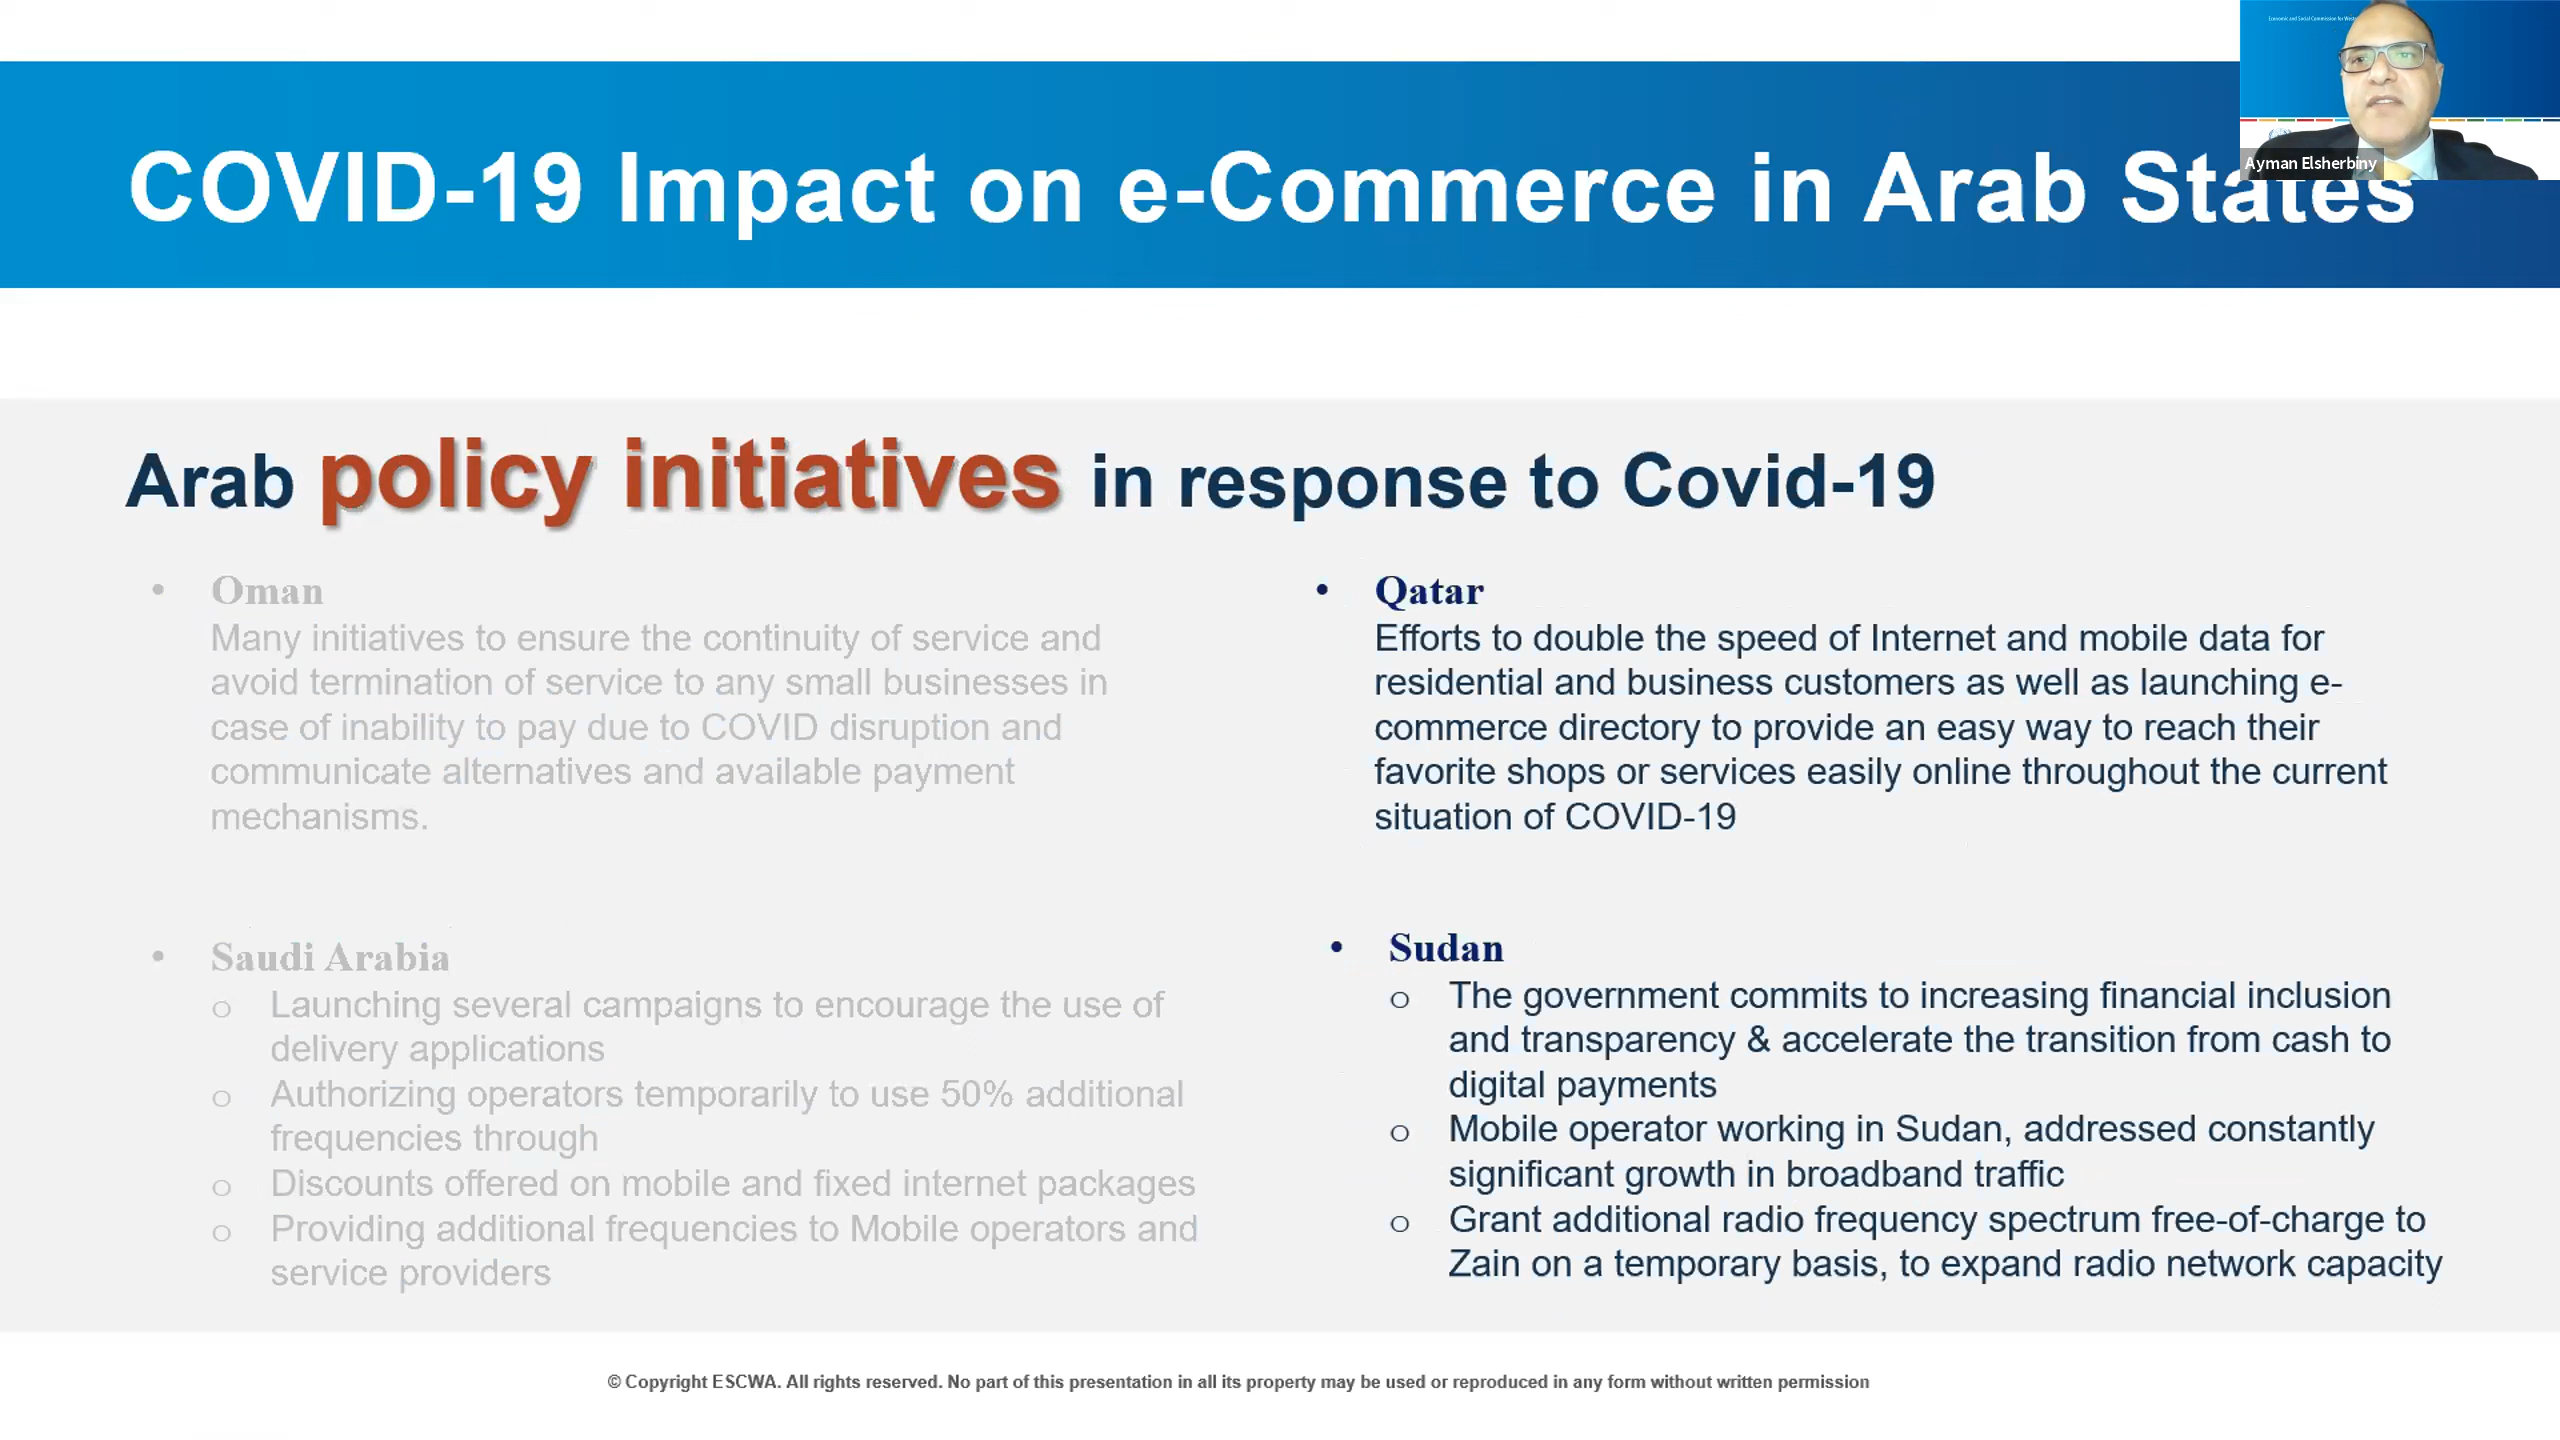 Economic and Social Commission for West
Ayman Elsherbiny
COVID-19 Impact on e-Commerce in Arab States
Arab policy initiatives in response to Covid-19
• Oman
Many initiatives to ensure the continuity of service and
avoid termination of service to any small businesses in
case of inability to pay due to COVID disruption and
communicate alternatives and available payment
mechanisms.
• Saudi Arabia
o Launching several campaigns to encourage the use of
delivery applications
o Authorizing operators temporarily to use 50% additional
frequencies through
o Discounts offered on mobile and fixed internet packages
o Providing additional frequencies to Mobile operators and
service providers
• Qatar
Efforts to double the speed of Internet and mobile data for
residential and business customers as well as launching e-
commerce directory to provide an easy way to reach their
favorite shops or services easily online throughout the current
situation of COVID-19
• Sudan
o The government commits to increasing financial inclusion
and transparency & accelerate the transition from cash to
digital payments
o Mobile operator working in Sudan, addressed constantly
significant growth in broadband traffic
o Grant additional radio frequency spectrum free-of-charge to
Zain on a temporary basis, to expand radio network capacity
© Copyright ESCWA. All rights reserved. No part of this presentation in all its property may be used or reproduced in any form without written permission